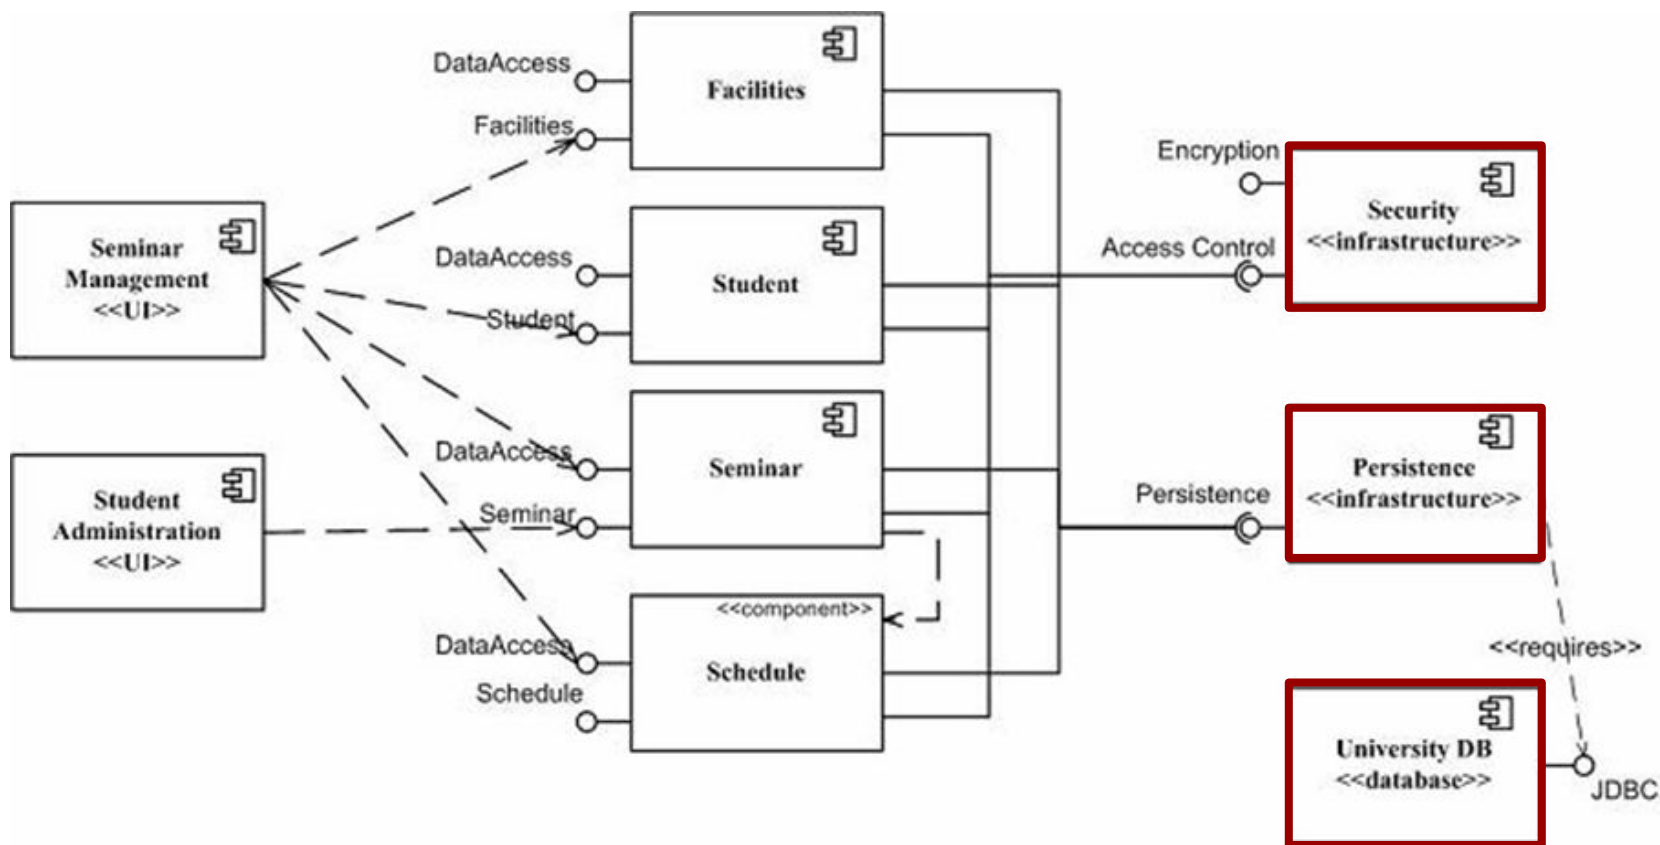 DataAccess
Facilities
Facilities
Encryption
Security
<<infrastructure>>
Access Control
Seminar
Management
<<UI>>
DataAccess
Student
Student
DataAccess
Seminar
Seminar
Persistence
Persistence
<<infrastructure>>
Student
Administration
<<UI>>
<<component>>
DataAccess
Schedule
Schedule
<<requires>>
University DB
<<database>>
JDBC